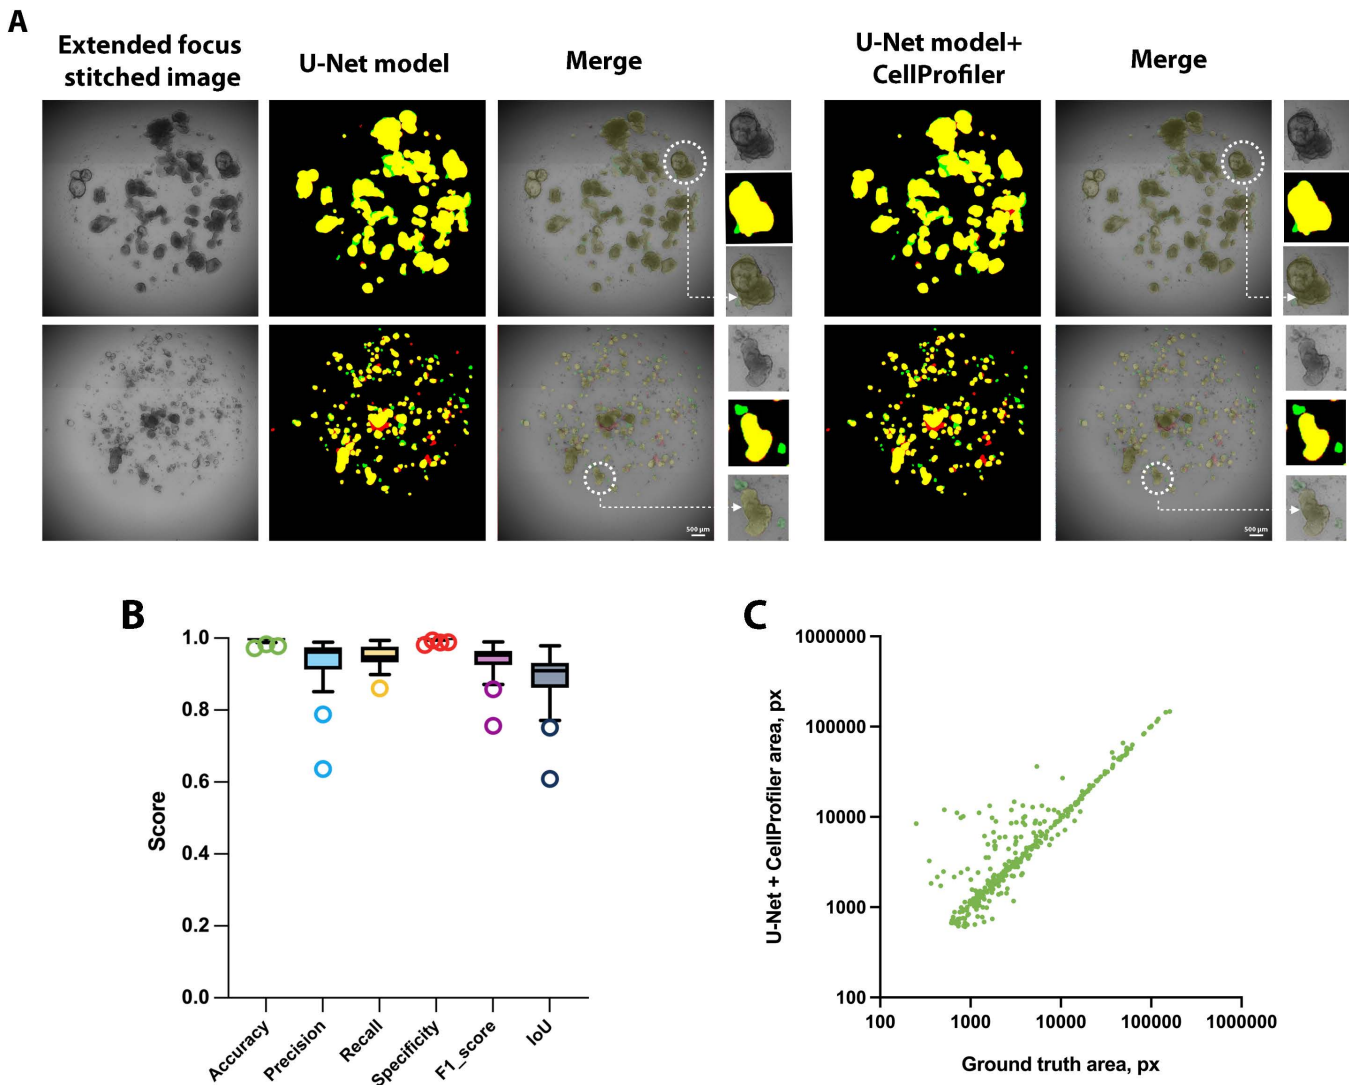 A
Extended focus
stitched image
U-Net model
Merge
U-Net model+
CellProfiler
Merge
500 µm
500 µm
B
Score
1.0
0.8
0.6
0.4
0.2
0.0
Accuracy
Precision
Recall
Specificity
F1_score
IoU
C
U-Net + CellProfiler area, px
1000000
100000
10000
1000
100
100
1000
10000
100000
1000000
Ground truth area, px